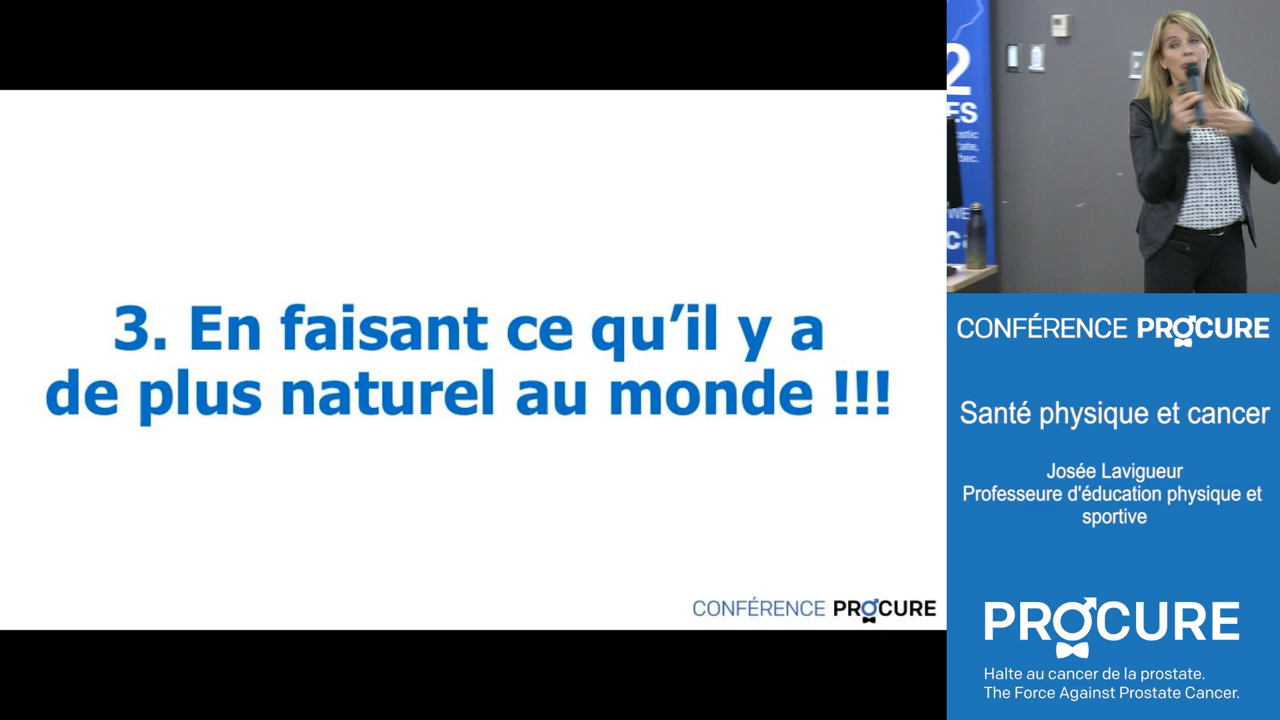 3. En faisant ce qu’il y a
de plus naturel au monde !!!
CONFÉRENCE PROCURE
2
ES
CONFÉRENCE PROCURE
Santé physique et cancer
Josée Lavigueur
Professeure d'éducation physique et
sportive
PROCURE
Halte au cancer de la prostate.
The Force Against Prostate Cancer.